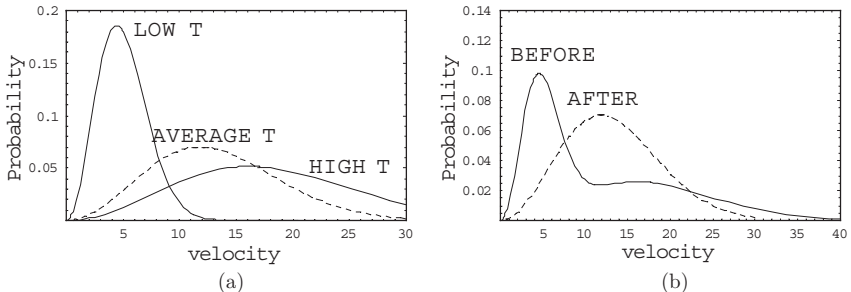 0.2
0.15
0.1
0.05
Probability
LOW T
AVERAGE T
HIGH T
5 10 15 20 25 30
velocity
(a)
0.14
0.12
0.1
0.08
0.06
0.04
0.02
Probability
BEFORE
AFTER
5 10 15 20 25 30 35 40
velocity
(b)